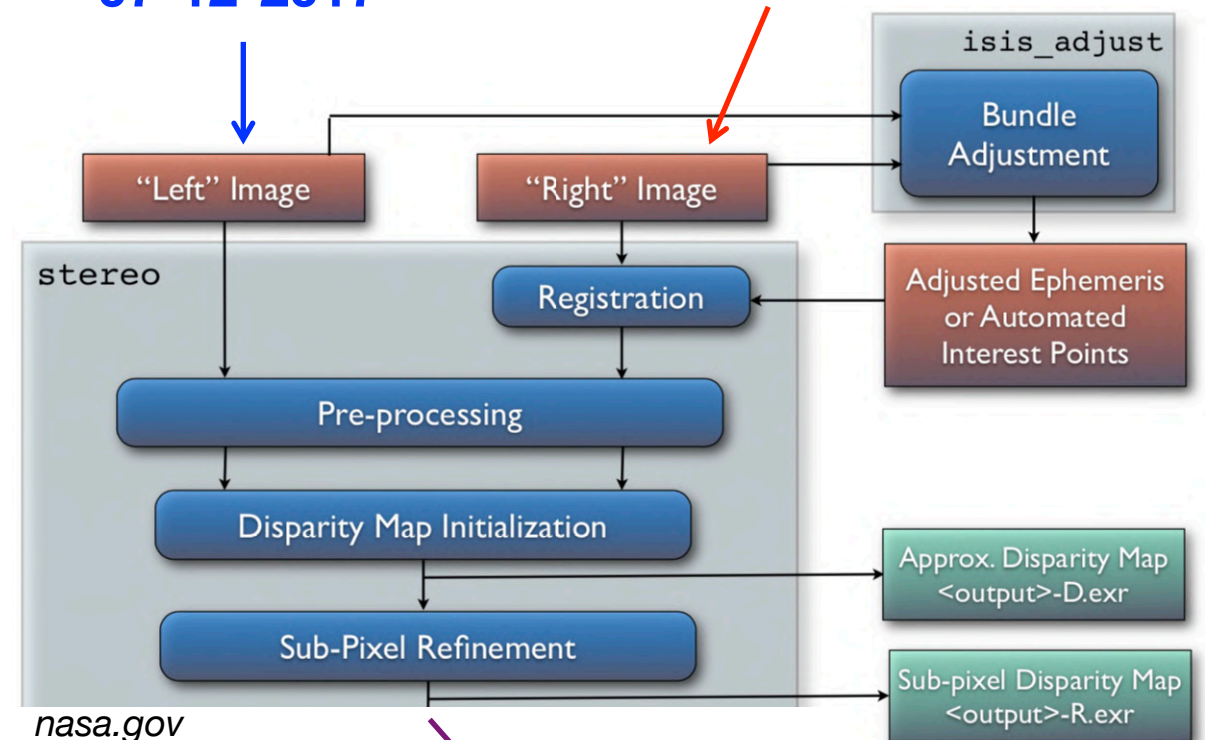 isis_adjust
Bundle
Adjustment
“Left” Image
“Right” Image
stereo
Registration
Adjusted Ephemeris
or Automated
Interest Points
Pre-processing
Disparity Map Initialization
Approx. Disparity Map
<output>-D.exr
Sub-Pixel Refinement
Sub-pixel Disparity Map
<output>-R.exr
nasa.gov